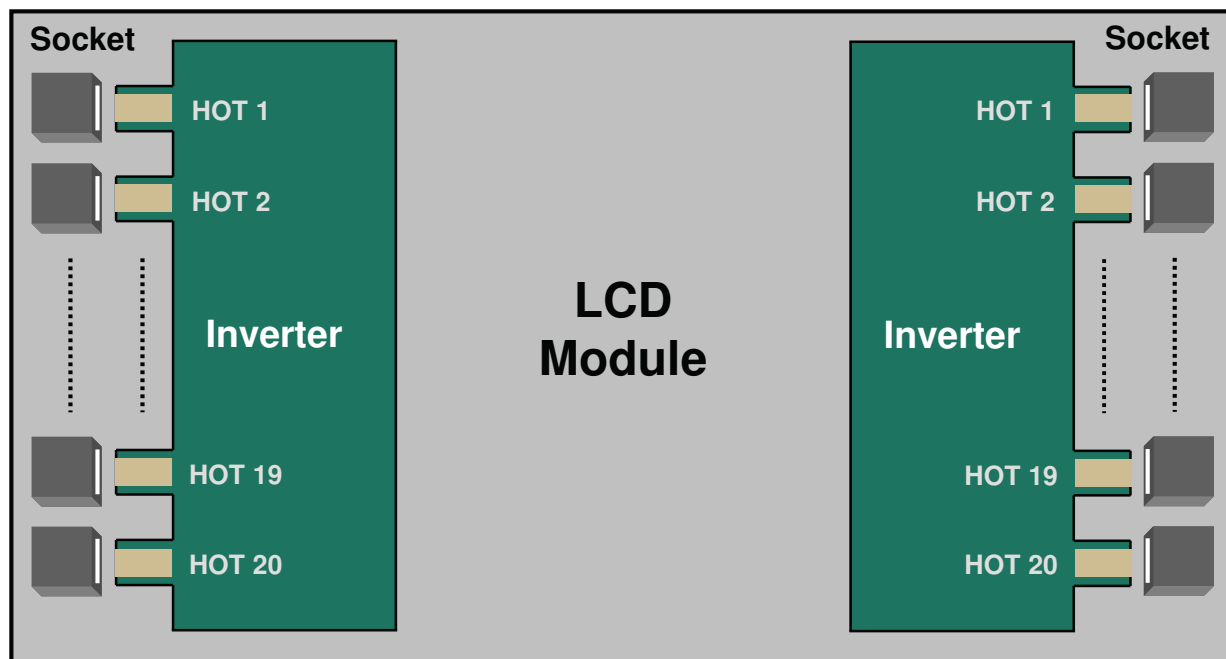 Socket
Socket
HOT 1
HOT 1
HOT 2
HOT 2
LCD
Module
Inverter
Inverter
HOT 19
HOT 19
HOT 20
HOT 20